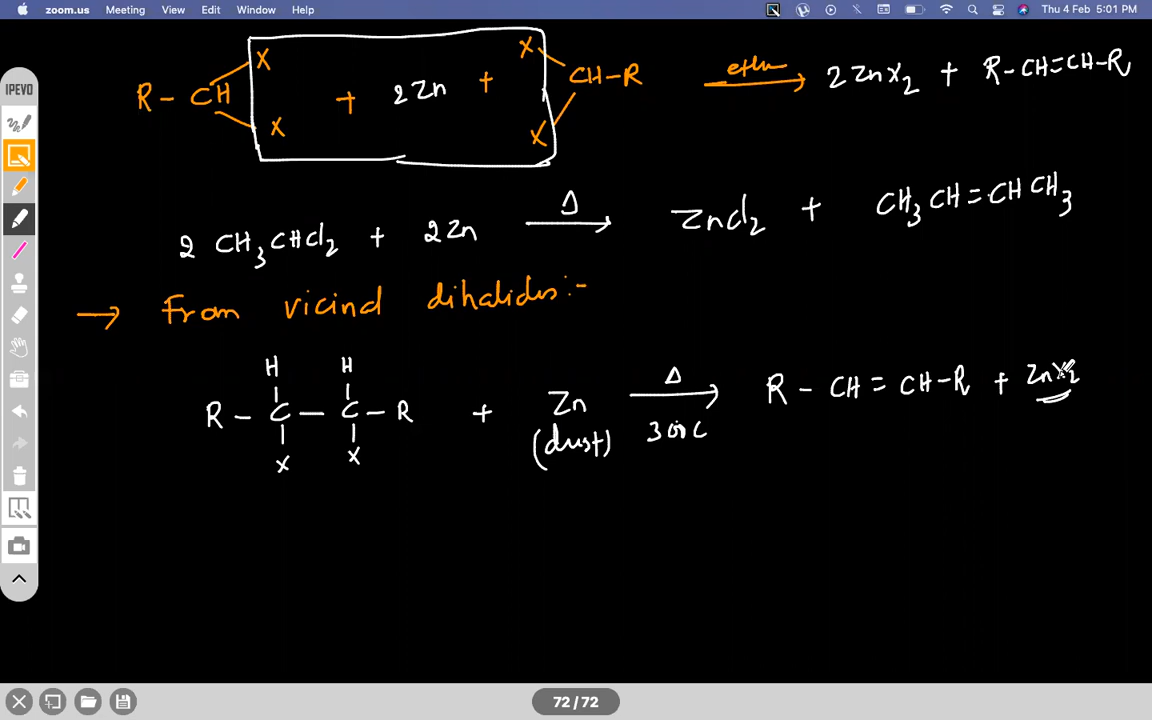 zoom.us Meeting View Edit Window Help Thu 4 Feb 5:01 PM
IPEVO
X X
R - CH + 2Zn + CH-R ether 2ZnX2 + R-CH=CH-R
X X
2 CH3CHCl2 + 2Zn Δ ZnCl2 + CH3CH=CHCH3
→ From vicinal dihalides:-
H H
R - C - C - R + Zn Δ R - CH = CH-R + ZnX2
(dust) 300C
X X
72 / 72